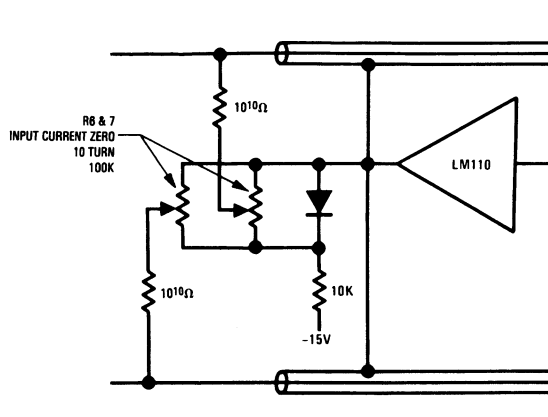 10¹⁰Ω
R6 & 7
INPUT CURRENT ZERO
10 TURN
100K
LM110
10¹⁰Ω
10K
-15V